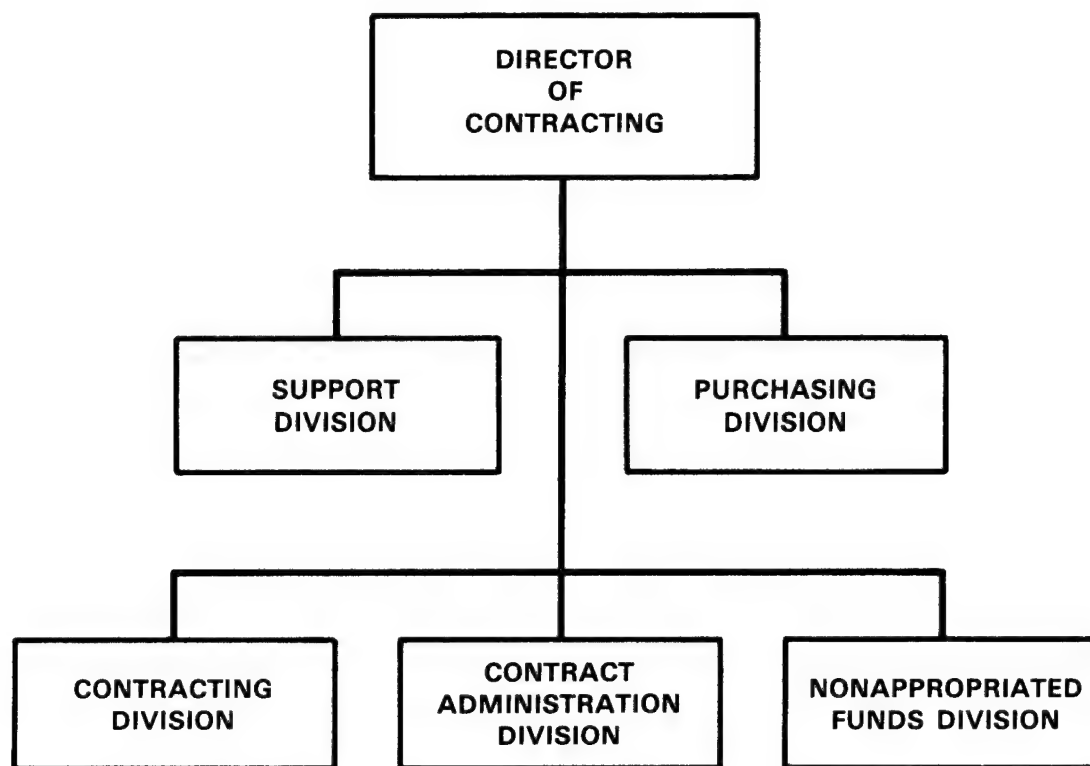 DIRECTOR
OF
CONTRACTING
SUPPORT
DIVISION
PURCHASING
DIVISION
CONTRACTING
DIVISION
CONTRACT
ADMINISTRATION
DIVISION
NONAPPROPRIATED
FUNDS DIVISION